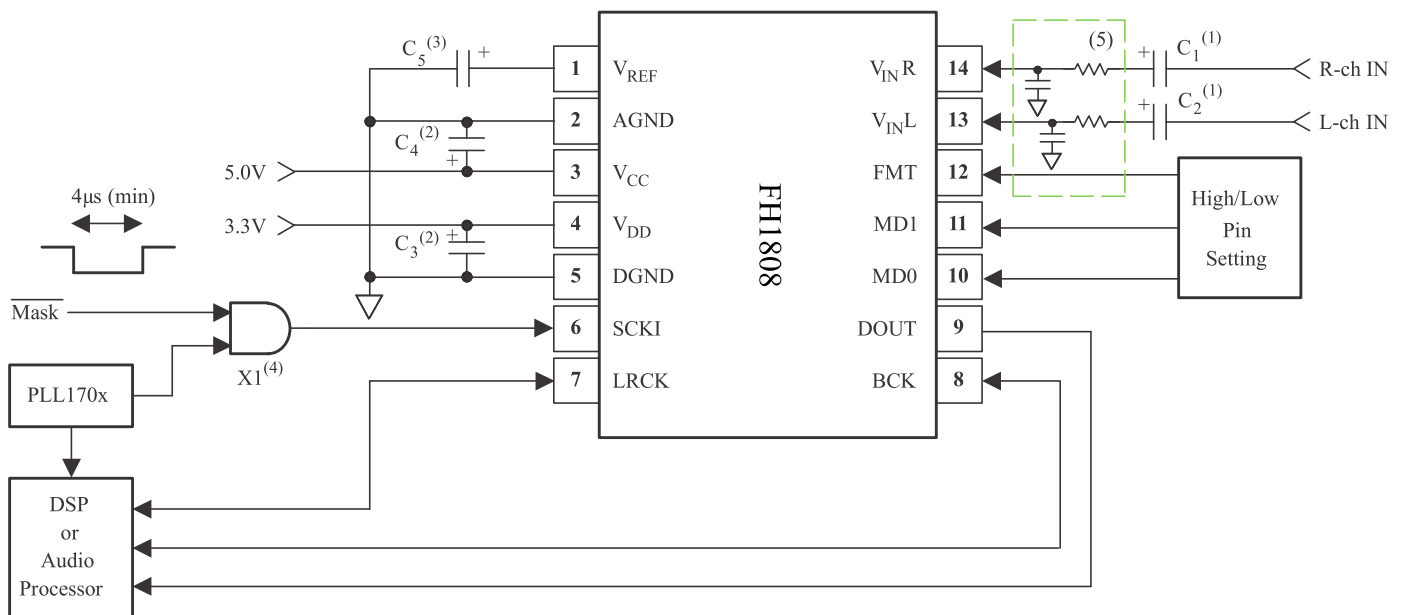 C5(3) +
1 VREF
2 AGND
C4(2)
+
5.0V
3 VCC
4µs (min)
3.3V
4 VDD
C3(2) +
5 DGND
Mask
6 SCKI
X1(4)
PLL170x
7 LRCK
DSP
or
Audio
Processor
FH1808
(5)
+ C1(1)
VINR 14
R-ch IN
+ C2(1)
VINL 13
L-ch IN
FMT 12
MD1 11
MD0 10
High/Low
Pin
Setting
DOUT 9
BCK 8